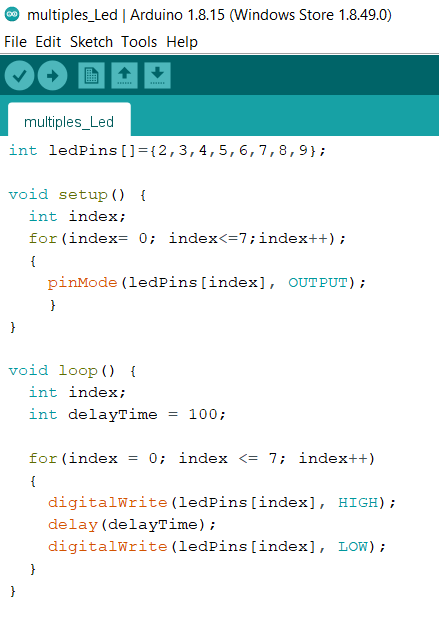 multiples_Led | Arduino 1.8.15 (Windows Store 1.8.49.0)
File Edit Sketch Tools Help
multiples_Led
int ledPins[]={2,3,4,5,6,7,8,9};
void setup() {
  int index;
  for(index= 0; index<=7;index++);
  {
    pinMode(ledPins[index], OUTPUT);
    }
}
void loop() {
  int index;
  int delayTime = 100;
  for(index = 0; index <= 7; index++)
  {
    digitalWrite(ledPins[index], HIGH);
    delay(delayTime);
    digitalWrite(ledPins[index], LOW);
  }
}